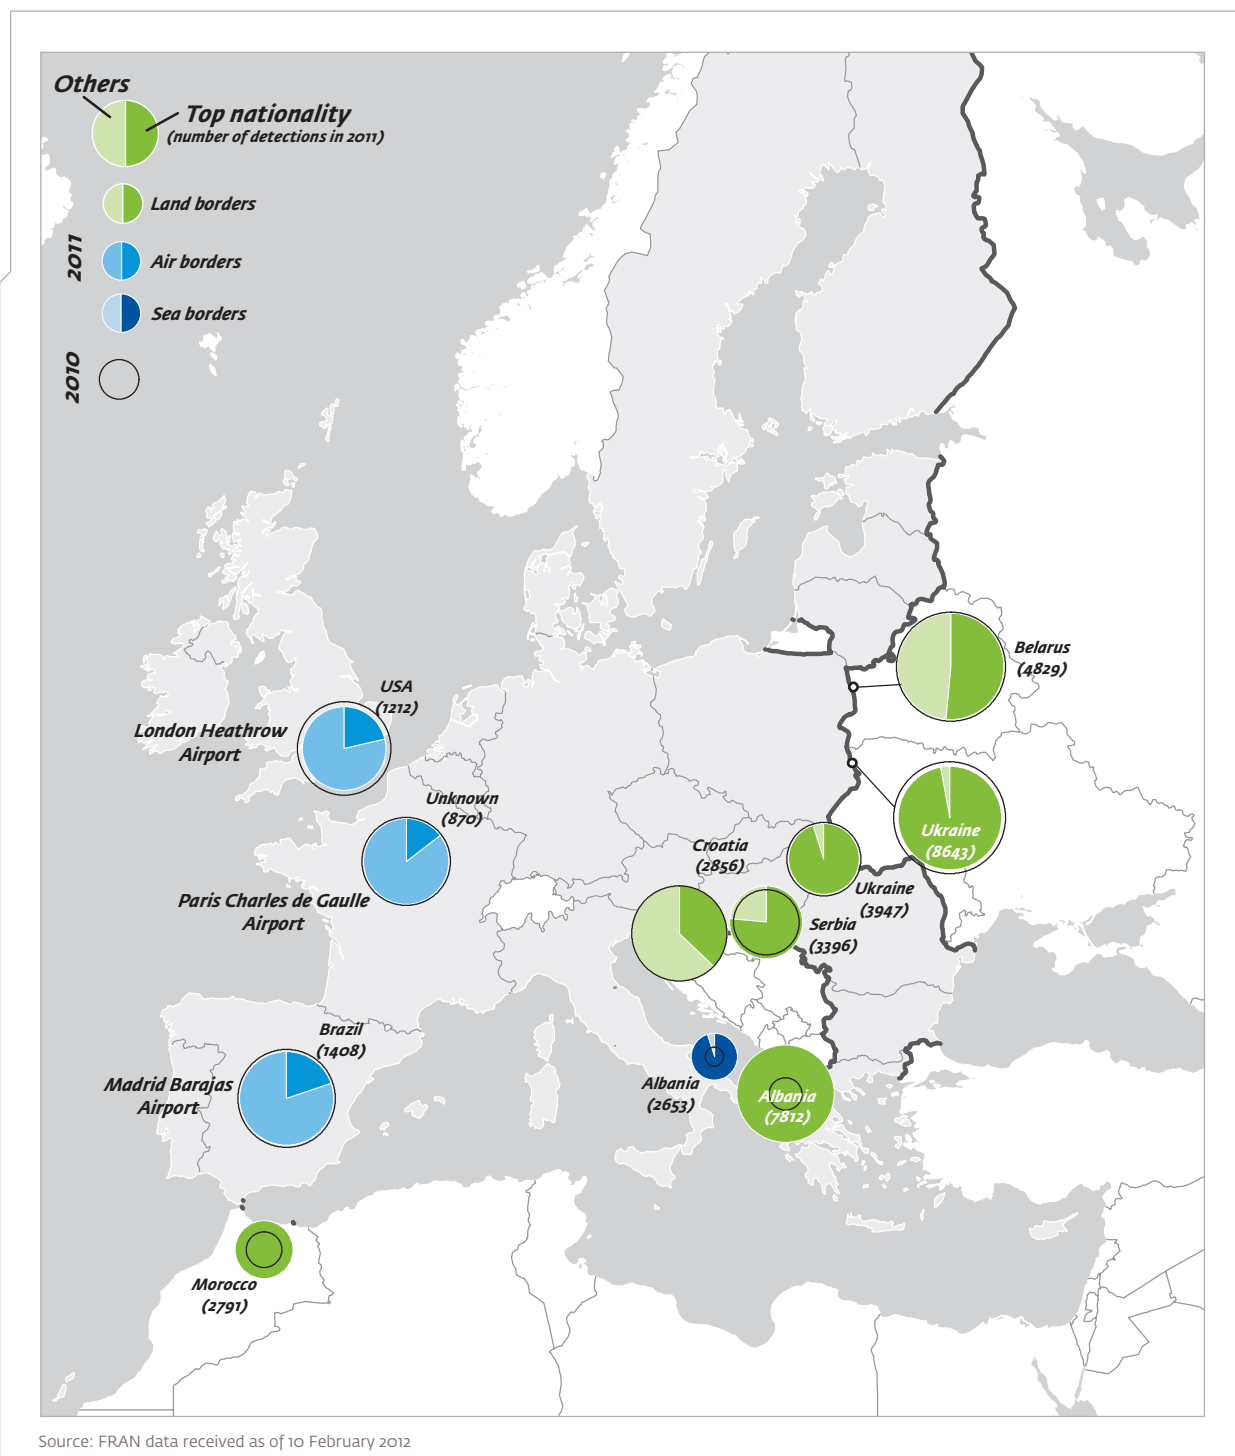 Others
Top nationality
(number of detections in 2011)
Land borders
2011
Air borders
Sea borders
2010
Belarus
(4829)
USA
(1212)
London Heathrow
Airport
Unknown
(870)
Ukraine
(8643)
Croatia
(2856)
Ukraine
(3947)
Paris Charles de Gaulle
Airport
Serbia
(3396)
Brazil
(1408)
Madrid Barajas
Airport
Albania
(2653)
Albania
(7812)
Morocco
(2791)
Source: FRAN data received as of 10 February 2012